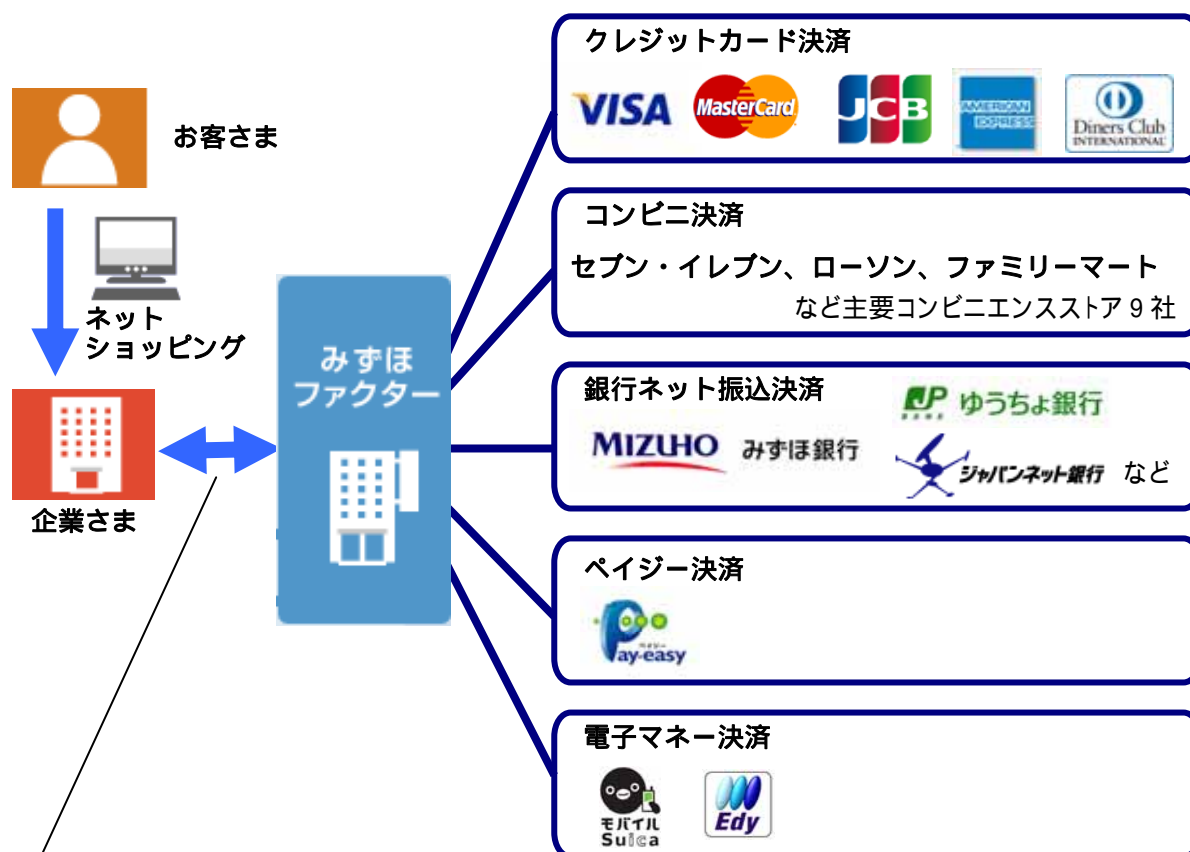 お客さま
ネット
ショッピング
企業さま
みずほ
ファクター
クレジットカード決済
VISA
MasterCard
JCB
AMERICAN
EXPRESS
Diners Club
INTERNATIONAL
コンビニ決済
セブン・イレブン、ローソン、ファミリーマート
など主要コンビニエンスストア9社
銀行ネット振込決済
JP
BANK
ゆうちょ銀行
MIZUHO みずほ銀行
ジャパンネット銀行 など
ペイジー決済
ペイジー
Pay-easy
電子マネー決済
モバイル
Suica
Edy